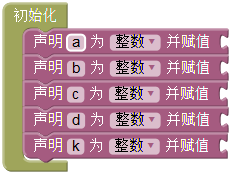 初始化
声明 a 为 整数 并赋值
声明 b 为 整数 并赋值
声明 c 为 整数 并赋值
声明 d 为 整数 并赋值
声明 k 为 整数 并赋值